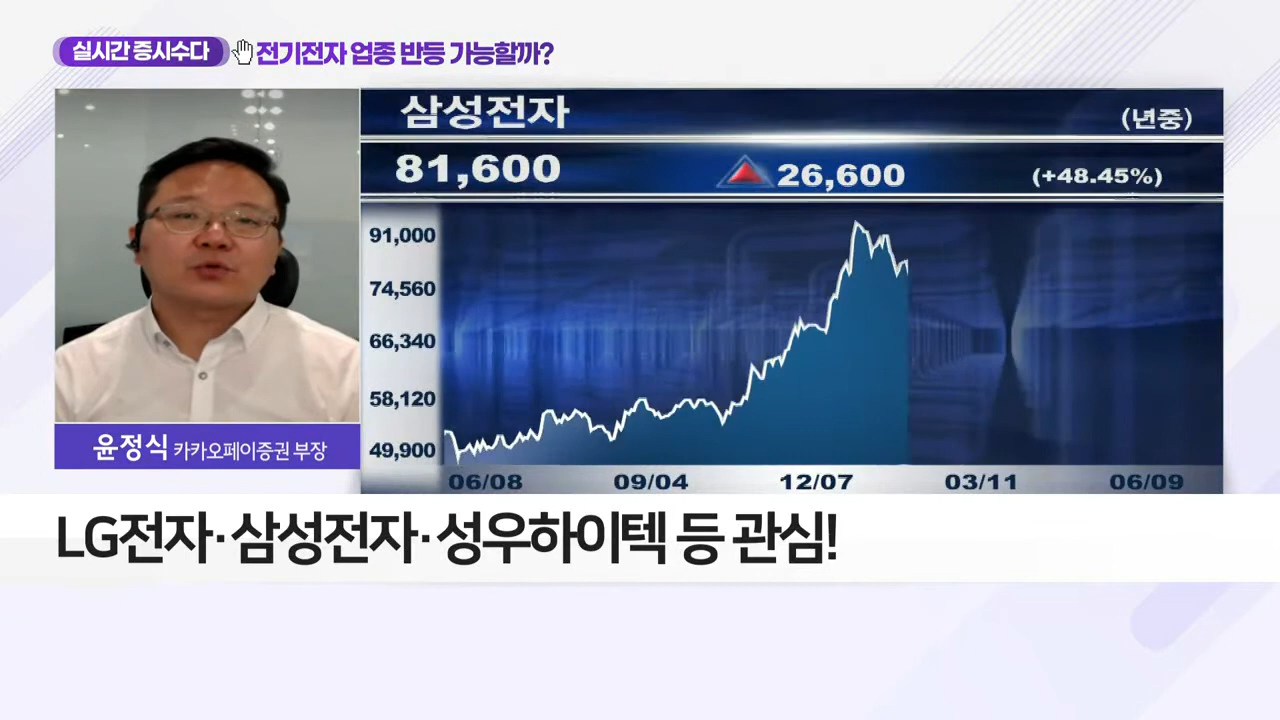 실시간 증시수다 전기전자 업종 반등 가능할까?
삼성전자 (년중)
81,600 26,600 (+48.45%)
91,000
74,560
66,340
58,120
49,900
06/08 09/04 12/07 03/11 06/09
윤정식 카카오페이증권 부장
LG전자·삼성전자·성우하이텍 등 관심!